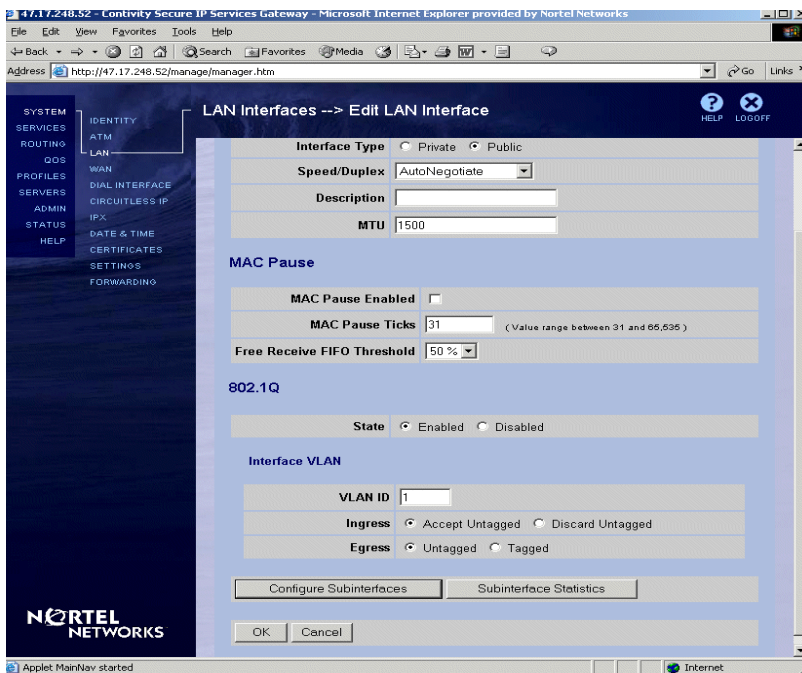 47.17.248.52 - Contivity Secure IP Services Gateway - Microsoft Internet Explorer provided by Nortel Networks
File Edit View Favorites Tools Help
Back Search Favorites Media
Address http://47.17.248.52/manage/manager.htm Go Links
SYSTEM
SERVICES
ROUTING
QOS
PROFILES
SERVERS
ADMIN
STATUS
HELP
IDENTITY
ATM
LAN
WAN
DIAL INTERFACE
CIRCUITLESS IP
IPX
DATE & TIME
CERTIFICATES
SETTINGS
FORWARDING
LAN Interfaces --> Edit LAN Interface
HELP LOGOFF
Interface Type Private Public
Speed/Duplex AutoNegotiate
Description
MTU 1500
MAC Pause
MAC Pause Enabled
MAC Pause Ticks 31 ( Value range between 31 and 65,535 )
Free Receive FIFO Threshold 50 %
802.1Q
State Enabled Disabled
Interface VLAN
VLAN ID 1
Ingress Accept Untagged Discard Untagged
Egress Untagged Tagged
Configure Subinterfaces Subinterface Statistics
OK Cancel
NORTEL
NETWORKS
Applet MainNav started Internet